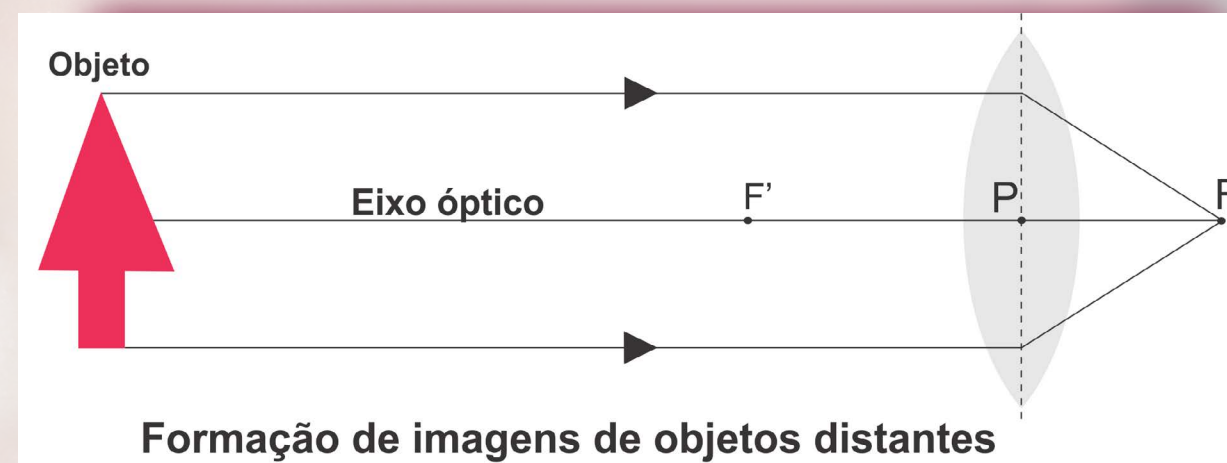 Objeto
Eixo óptico
F'
P
F
Formação de imagens de objetos distantes